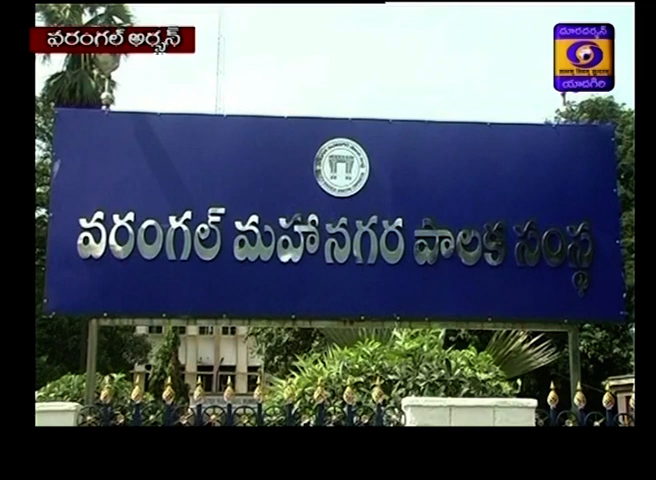 వరంగల్ అర్బన్
దూరదర్శన్
యాదగిరి
వరంగల్ మహానగర పాలక సంస్థ